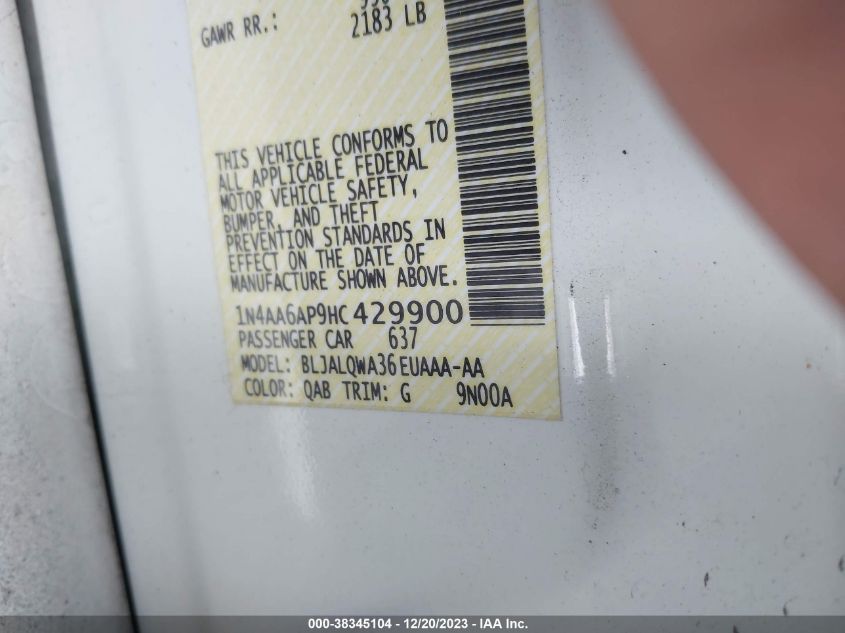 GAWR RR.: 2183 LB
THIS VEHICLE CONFORMS TO
ALL APPLICABLE FEDERAL
MOTOR VEHICLE SAFETY,
BUMPER, AND THEFT
PREVENTION STANDARDS IN
EFFECT ON THE DATE OF
MANUFACTURE SHOWN ABOVE.
1N4AA6AP9HC429900
PASSENGER CAR 637
MODEL: BLJALQWA36EUAAA-AA
COLOR: QAB TRIM: G 9N00A
000-38345104 - 12/20/2023 - IAA Inc.